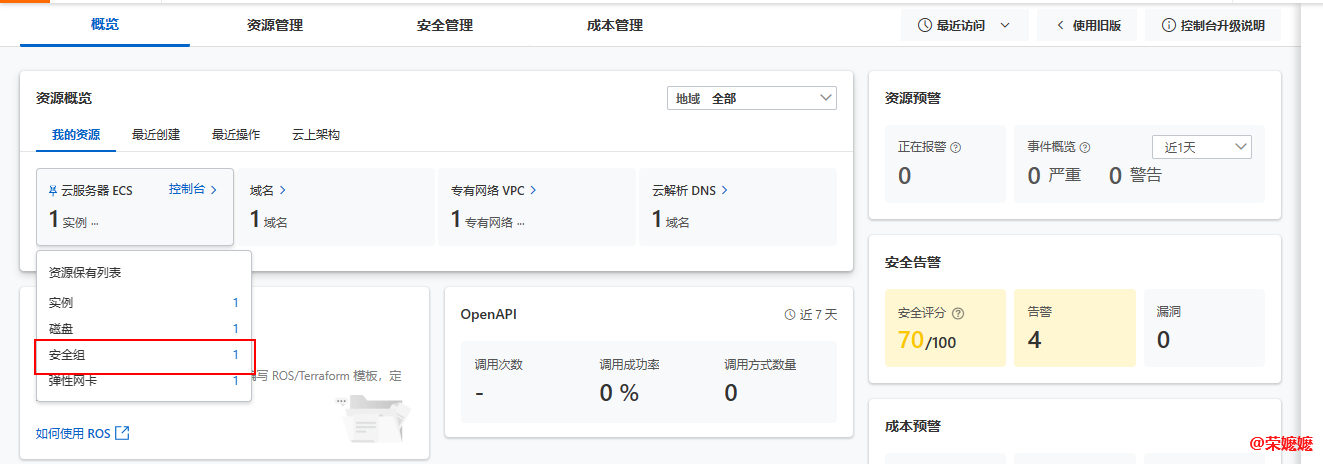 概览 资源管理 安全管理 成本管理 最近访问 使用旧版 控制台升级说明
资源概览 地域 全部
我的资源 最近创建 最近操作 云上架构
云服务器 ECS 控制台
1 实例 ...
域名
1 域名
专有网络 VPC
1 专有网络 ...
云解析 DNS
1 域名
资源保有列表
实例 1
磁盘 1
安全组 1
弹性网卡 1
写 ROS/Terraform 模板，定
如何使用 ROS
OpenAPI 近 7 天
调用次数 调用成功率 调用方式数量
- 0 % 0
资源预警
正在报警
0
事件概览 近1天
0 严重 0 警告
安全告警
安全评分 告警 漏洞
70/100 4 0
成本预警
@荣嬷嬷